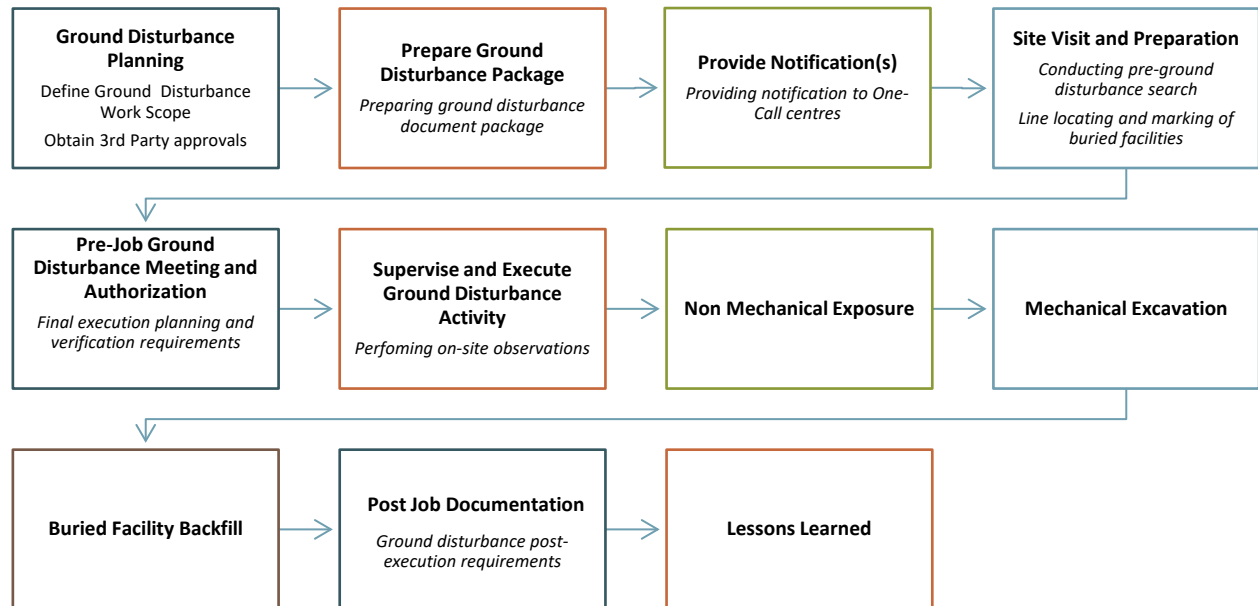 Ground Disturbance
Planning
Define Ground Disturbance
Work Scope
Obtain 3rd Party approvals
Prepare Ground
Disturbance Package
Preparing ground disturbance
document package
Provide Notification(s)
Providing notification to One-
Call centres
Site Visit and Preparation
Conducting pre-ground
disturbance search
Line locating and marking of
buried facilities
Pre-Job Ground
Disturbance Meeting and
Authorization
Final execution planning and
verification requirements
Supervise and Execute
Ground Disturbance
Activity
Perfoming on-site observations
Non Mechanical Exposure
Mechanical Excavation
Buried Facility Backfill
Post Job Documentation
Ground disturbance post-
execution requirements
Lessons Learned